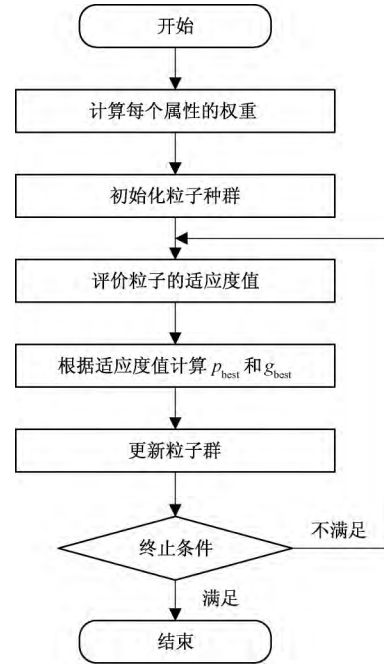 开始
计算每个属性的权重
初始化粒子种群
评价粒子的适应度值
根据适应度值计算 p_best 和 g_best
更新粒子群
终止条件
不满足
满足
结束